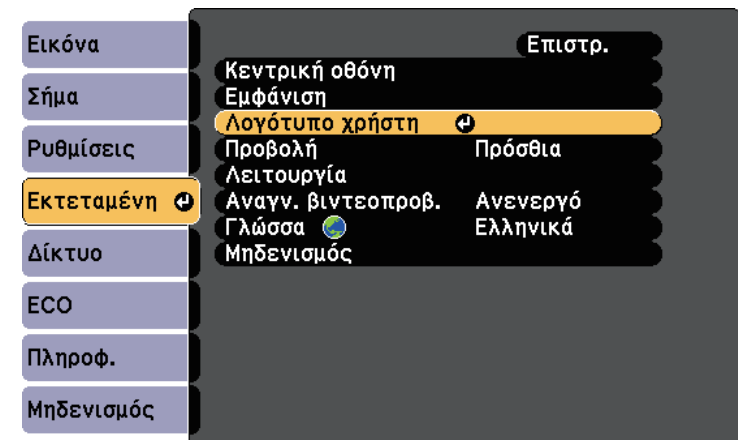 Εικόνα
Σήμα
Ρυθμίσεις
Εκτεταμένη
Δίκτυο
ECO
Πληροφ.
Μηδενισμός
Επιστρ.
Κεντρική οθόνη
Εμφάνιση
Λογότυπο χρήστη
Προβολή Πρόσθια
Λειτουργία
Αναγν. βιντεοπροβ. Ανενεργό
Γλώσσα Ελληνικά
Μηδενισμός